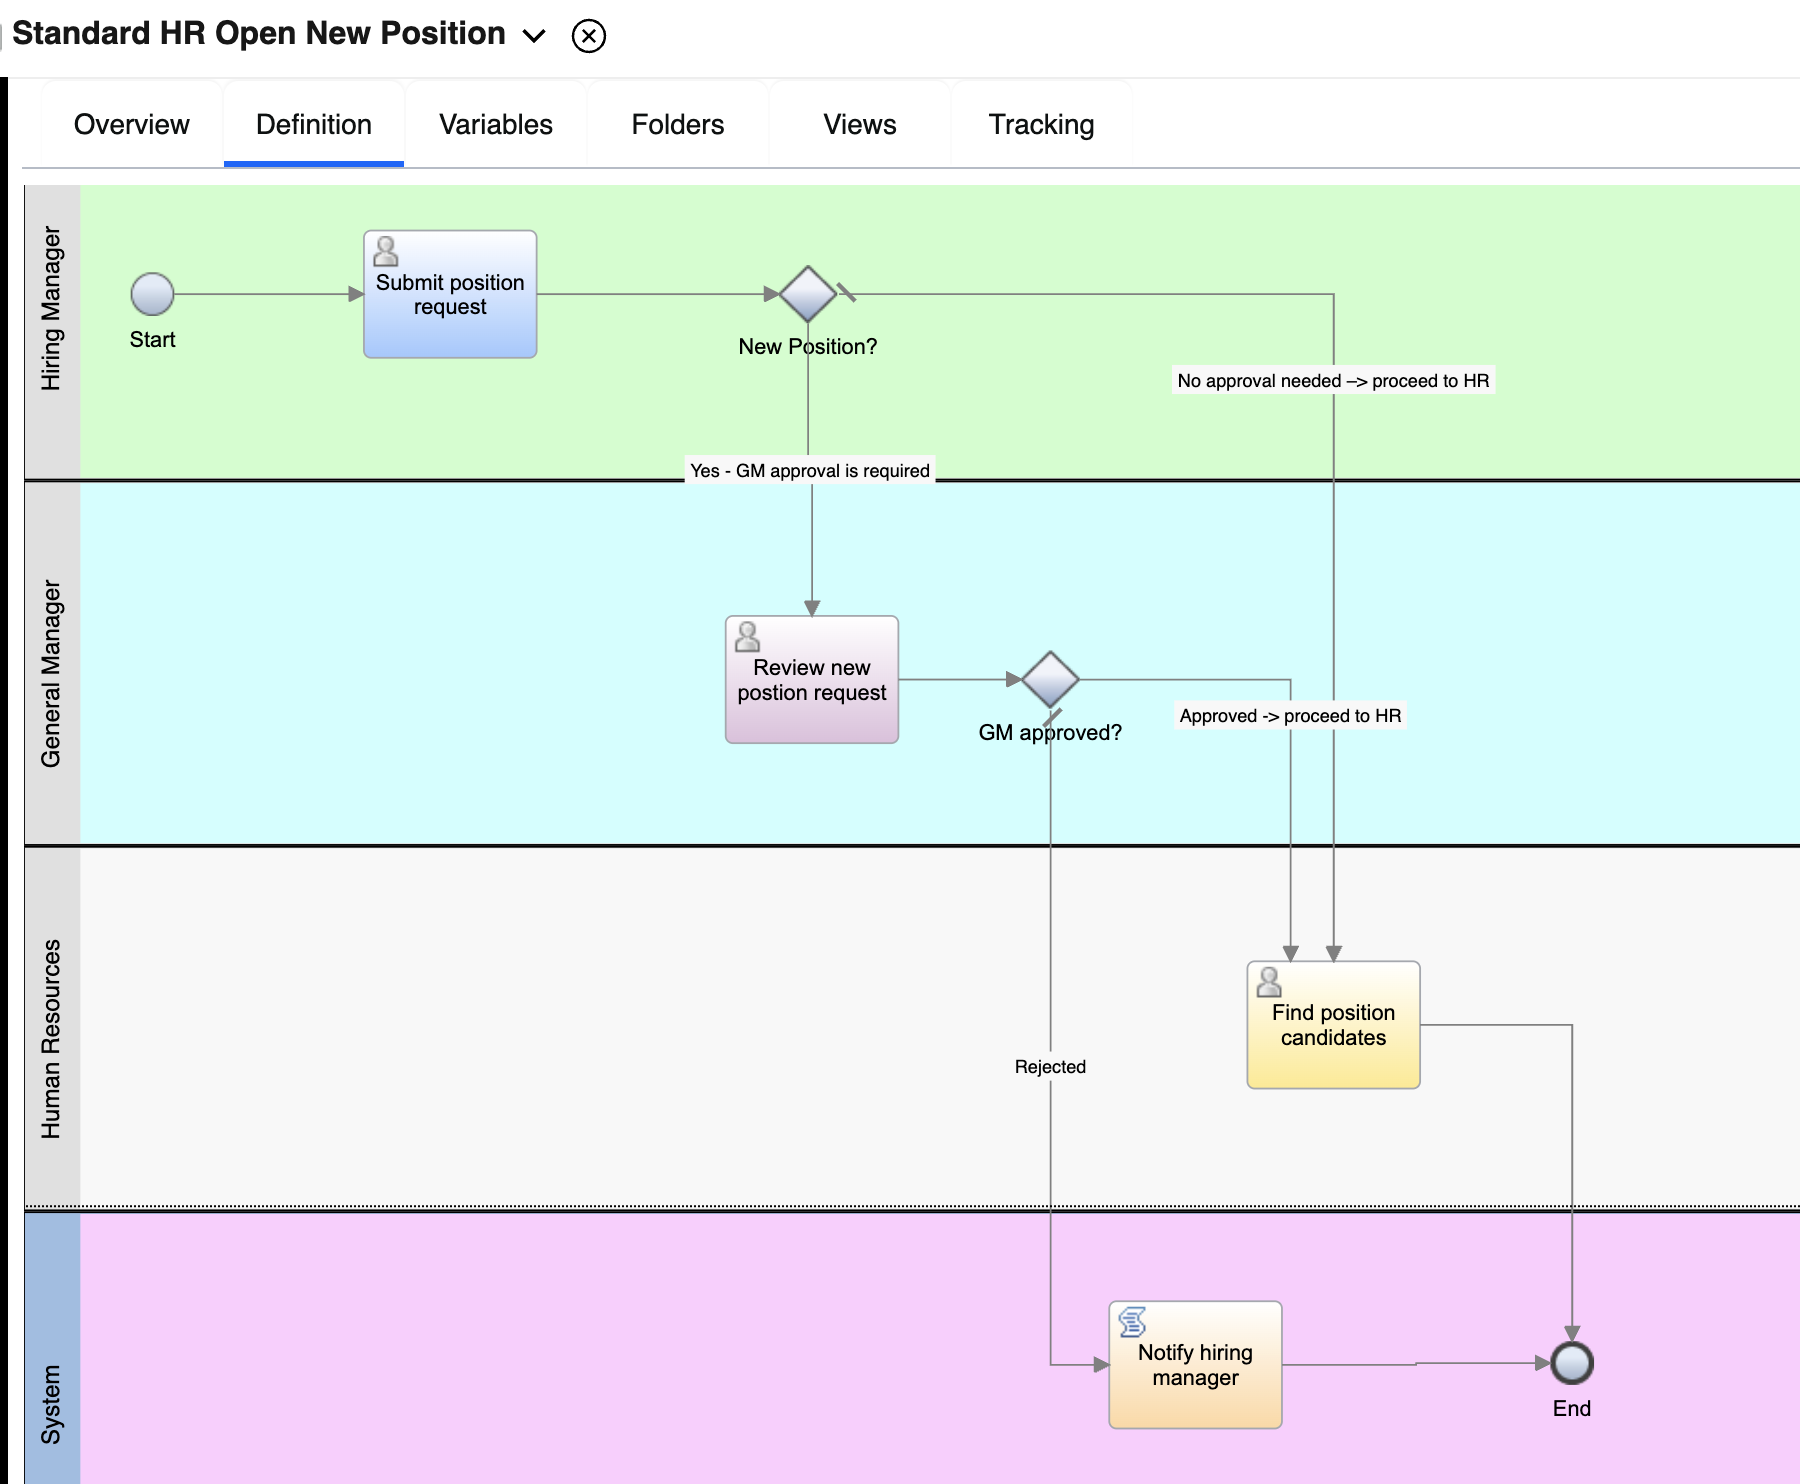 Standard HR Open New Position
Overview
Definition
Variables
Folders
Views
Tracking
Hiring Manager
Start
Submit position
request
New Position?
No approval needed –> proceed to HR
Yes - GM approval is required
General Manager
Review new
postion request
GM approved?
Approved -> proceed to HR
Human Resources
Find position
candidates
Rejected
System
Notify hiring
manager
End